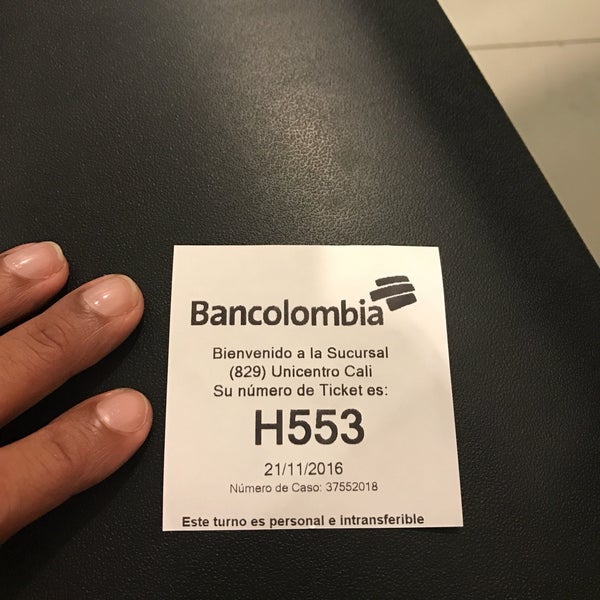 Bancolombia
Bienvenido a la Sucursal
(829) Unicentro Cali
Su número de Ticket es:
H553
21/11/2016
Número de Caso: 37552018
Este turno es personal e intransferible